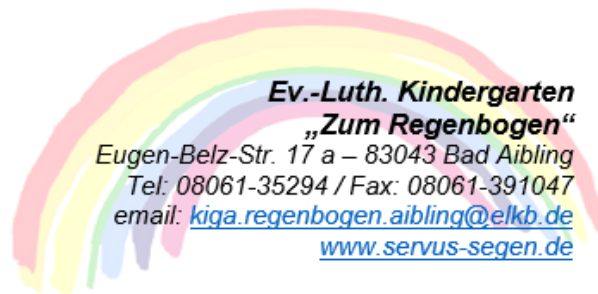 Ev.-Luth. Kindergarten
„Zum Regenbogen“
Eugen-Belz-Str. 17 a – 83043 Bad Aibling
Tel: 08061-35294 / Fax: 08061-391047
email: kiga.regenbogen.aibling@elkb.de
www.servus-segen.de